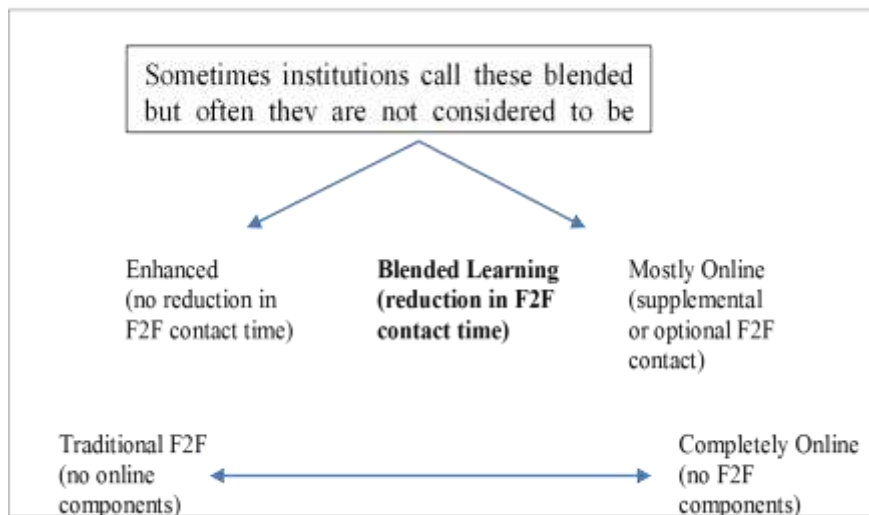 Sometimes institutions call these blended
but often they are not considered to be
Enhanced
(no reduction in
F2F contact time)
Blended Learning
(reduction in F2F
contact time)
Mostly Online
(supplemental
or optional F2F
contact)
Traditional F2F
(no online
components)
Completely Online
(no F2F
components)